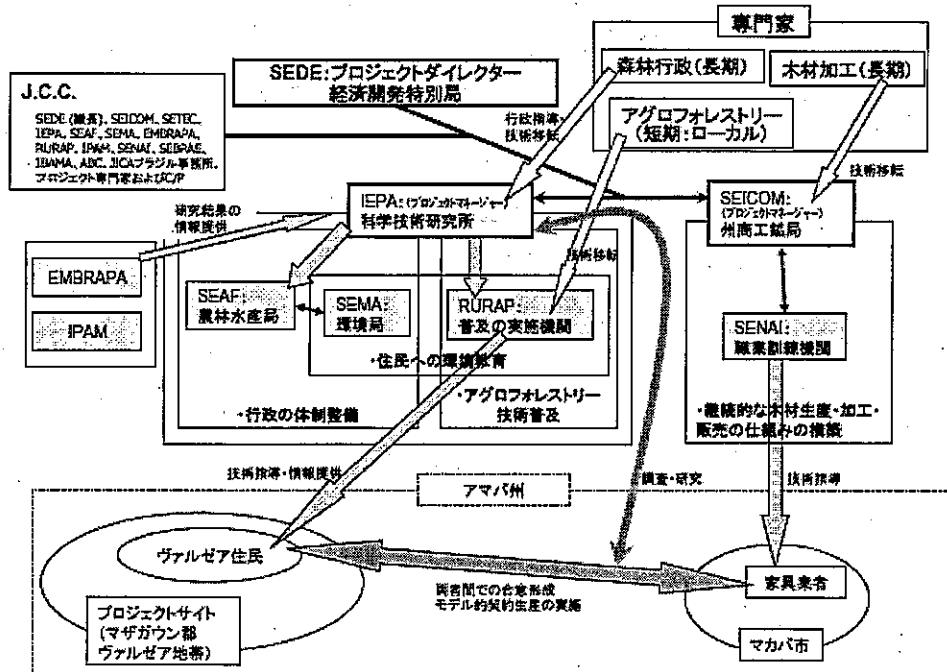 専門家
森林行政(長期)
木材加工(長期)
アグロフォレストリー
(短期:ローカル)
SEDE:プロジェクトダイレクター
経済開発特別局
J.C.C.
SEDE (議長)、SEICOM、SETEC、
IEPA、SEAF、SEMA、EMBRAPA、
RURAP、IPAM、SENAI、SEBRAE、
IBAMA、ABC、JICAブラジル事務所、
プロジェクト専門家およびC/P
行政指導・
技術移転
技術移転
研究結果の
情報提供
IEPA:(プロジェクトマネージャー)
科学技術研究所
SEICOM:
(プロジェクトマネージャー)
州商工鉱局
技術移転
EMBRAPA
IPAM
SEAF:
農林水産局
SEMA:
環境局
RURAP:
普及の実施機関
SENAI:
職業訓練機関
・住民への環境教育
・行政の体制整備
・アグロフォレストリー
技術普及
・継続的な木材生産・加工・
販売の仕組みの構築
技術指導・情報提供
アマパ州
調査・研究
技術指導
ヴァルゼア住民
家具業者
両者間での合意形成
モデル的契約的生産の実施
プロジェクトサイト
(マザガウン郡
ヴァルゼア地帯)
マカパ市